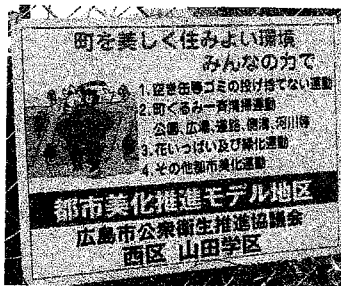 町を美しく住みよい環境
みんなの力で
1.空き缶等ゴミの投げ捨てない運動
2.町ぐるみ一斉清掃運動
公園、広場、道路、側溝、河川等
3.花いっぱい及び緑化運動
4.その他都市美化運動
都市美化推進モデル地区
広島市公衆衛生推進協議会
西区 山田学区